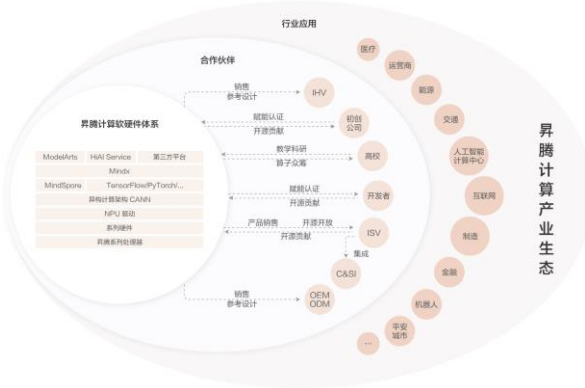 行业应用
合作伙伴
昇腾计算软硬件体系
ModelArts HiAI Service 第三方平台
Mindx
MindSpore TensorFlow/PyTorch/...
异构计算架构 CANN
NPU 驱动
系列硬件
昇腾系列处理器
销售
参考设计
IHV
赋能认证
开源贡献
初创
公司
教学科研
算子众筹
高校
赋能认证
开源贡献
开发者
产品销售 开源开放
开源贡献
ISV
集成
C&SI
销售
参考设计
OEM
ODM
医疗
运营商
能源
交通
人工智能
计算中心
互联网
制造
金融
机器人
平安
城市
...
昇腾计算产业生态